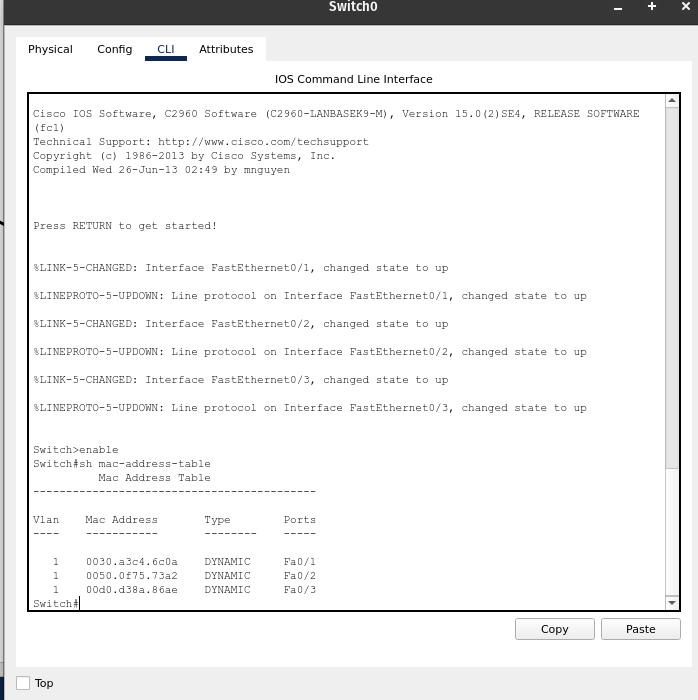 Switch0
Physical Config CLI Attributes
IOS Command Line Interface
Cisco IOS Software, C2960 Software (C2960-LANBASEK9-M), Version 15.0(2)SE4, RELEASE SOFTWARE
(fc1)
Technical Support: http://www.cisco.com/techsupport
Copyright (c) 1986-2013 by Cisco Systems, Inc.
Compiled Wed 26-Jun-13 02:49 by mnguyen
Press RETURN to get started!
%LINK-5-CHANGED: Interface FastEthernet0/1, changed state to up
%LINEPROTO-5-UPDOWN: Line protocol on Interface FastEthernet0/1, changed state to up
%LINK-5-CHANGED: Interface FastEthernet0/2, changed state to up
%LINEPROTO-5-UPDOWN: Line protocol on Interface FastEthernet0/2, changed state to up
%LINK-5-CHANGED: Interface FastEthernet0/3, changed state to up
%LINEPROTO-5-UPDOWN: Line protocol on Interface FastEthernet0/3, changed state to up
Switch>enable
Switch#sh mac-address-table
Mac Address Table
-------------------------------------------
Vlan Mac Address Type Ports
---- ----------- -------- -----
1 0030.a3c4.6c0a DYNAMIC Fa0/1
1 0050.0f75.73a2 DYNAMIC Fa0/2
1 00d0.d38a.86ae DYNAMIC Fa0/3
Switch#
Copy Paste
Top